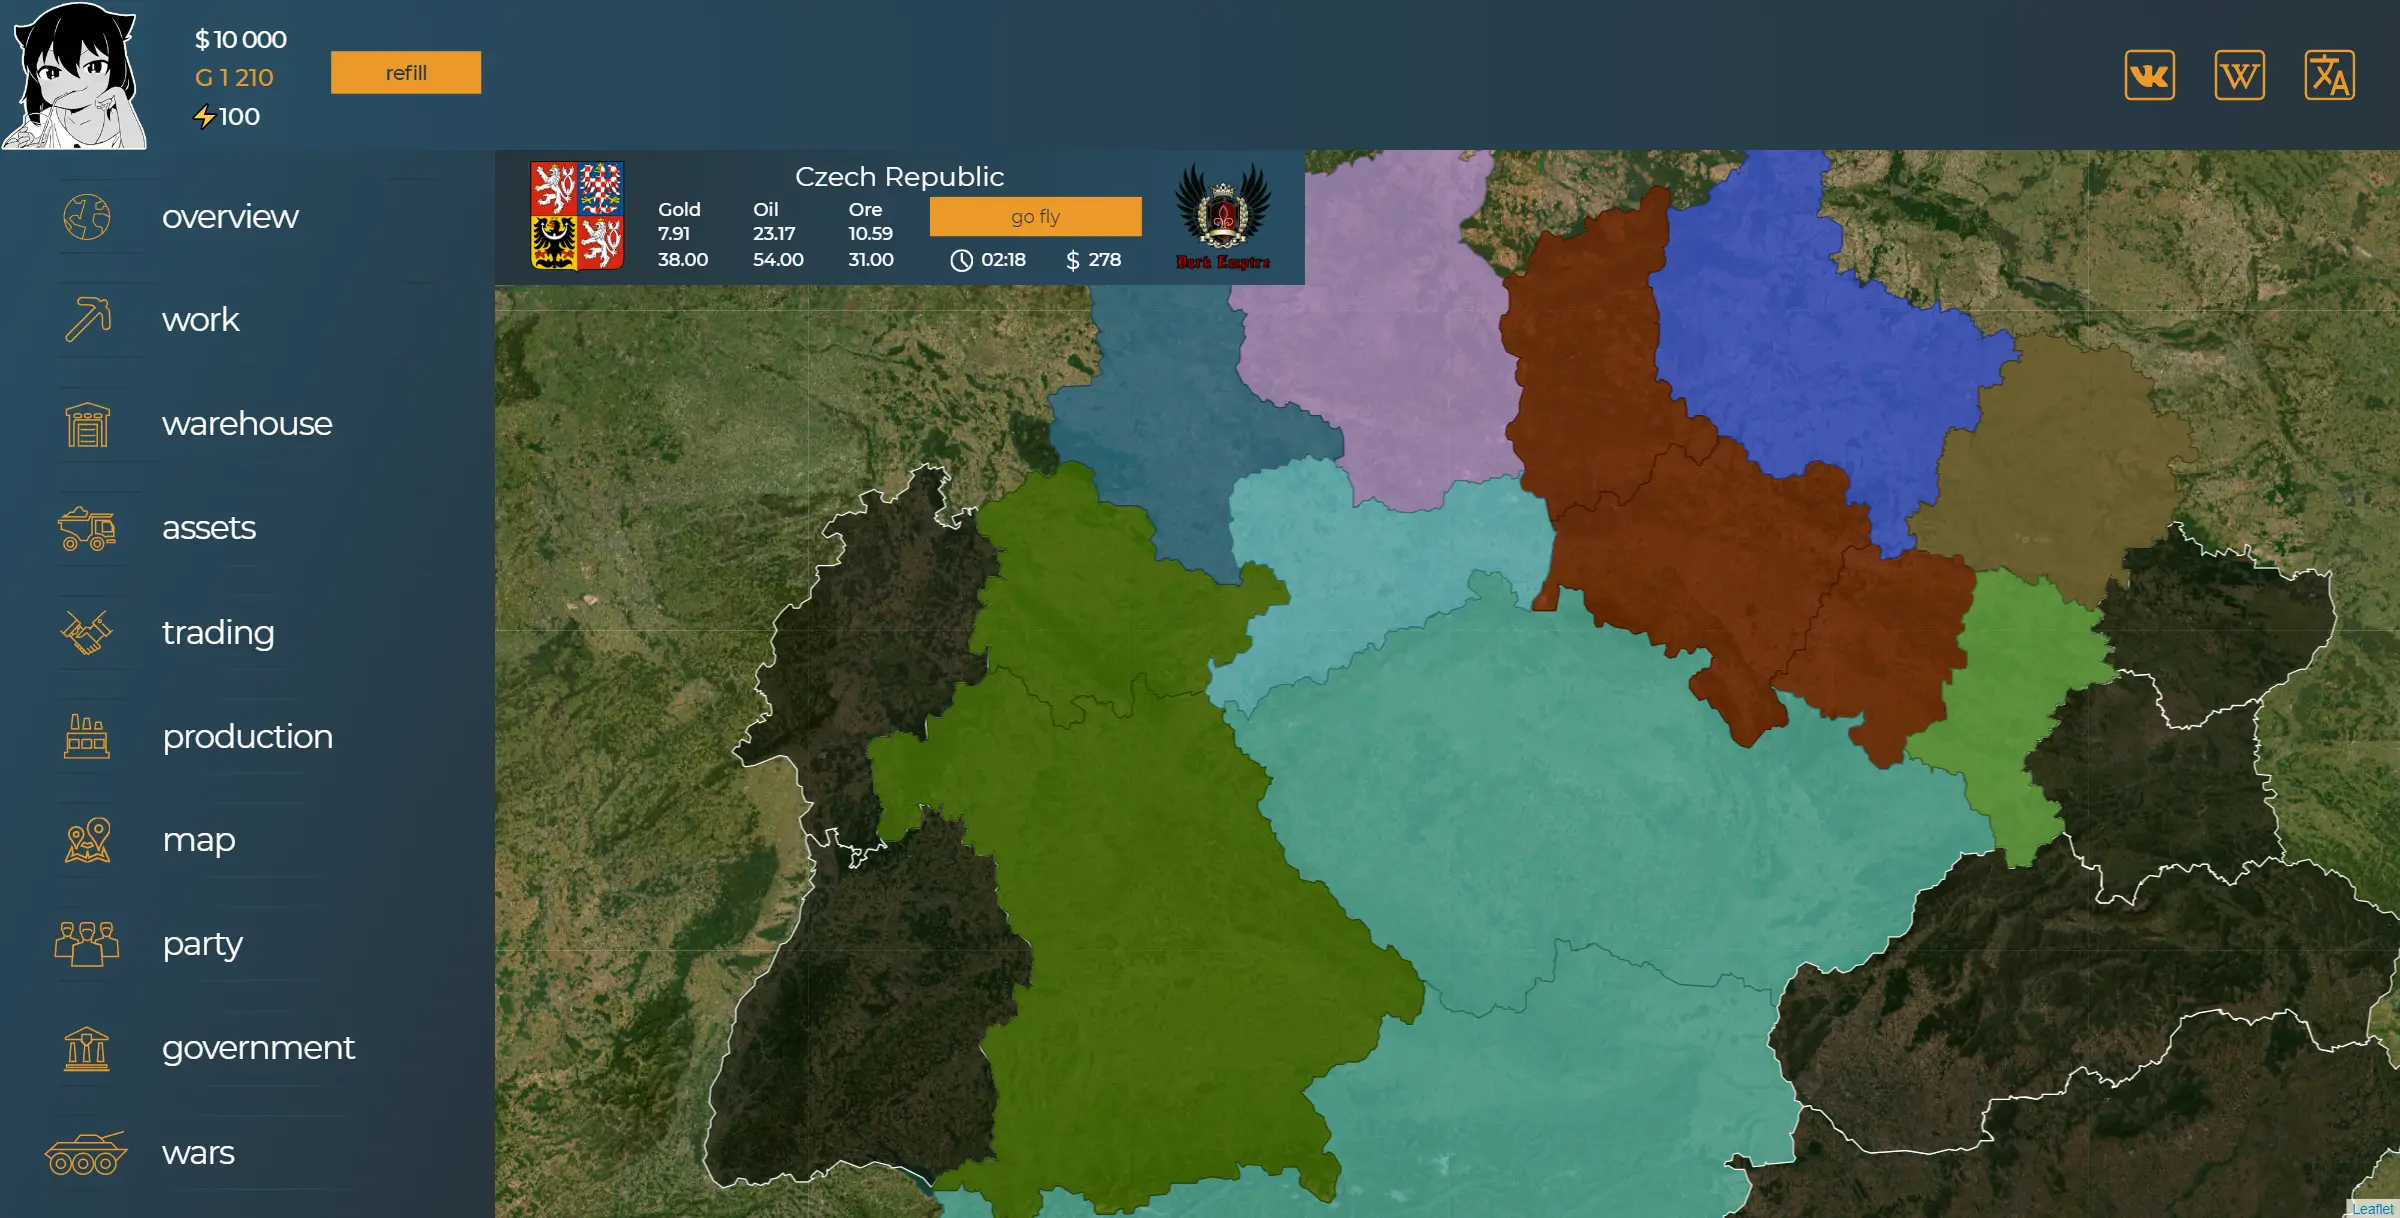 $ 10 000
G 1 210
100
refill
overview
work
warehouse
assets
trading
production
map
party
government
wars
Czech Republic
Gold Oil Ore
7.91 23.17 10.59
38.00 54.00 31.00
go fly
02:18 $ 278
Dark Empire
Leaflet